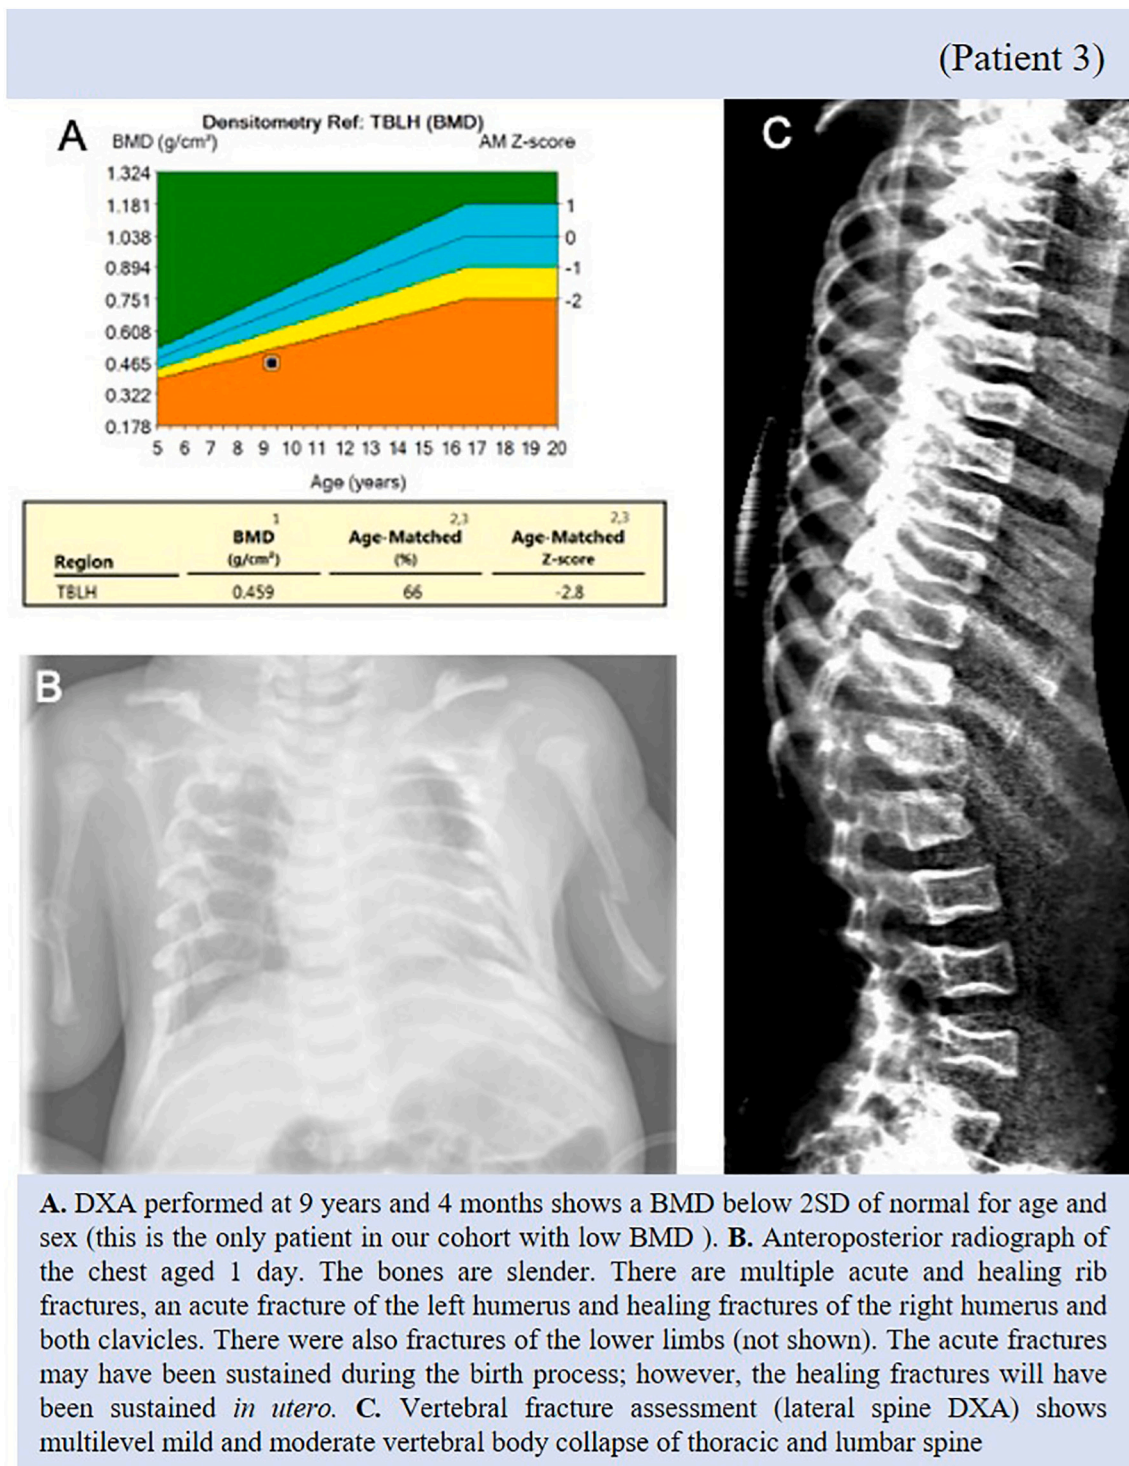 (Patient 3)
A
Densitometry Ref: TBLH (BMD)
BMD (g/cm²) AM Z-score
1.324
1.181 1
1.038 0
0.894 -1
0.751 -2
0.608
0.465
0.322
0.178
5 6 7 8 9 10 11 12 13 14 15 16 17 18 19 20
Age (years)
1 2,3 2,3
BMD Age-Matched Age-Matched
Region (g/cm²) (%) Z-score
TBLH 0.459 66 -2.8
B
C
A. DXA performed at 9 years and 4 months shows a BMD below 2SD of normal for age and
sex (this is the only patient in our cohort with low BMD ). B. Anteroposterior radiograph of
the chest aged 1 day. The bones are slender. There are multiple acute and healing rib
fractures, an acute fracture of the left humerus and healing fractures of the right humerus and
both clavicles. There were also fractures of the lower limbs (not shown). The acute fractures
may have been sustained during the birth process; however, the healing fractures will have
been sustained in utero. C. Vertebral fracture assessment (lateral spine DXA) shows
multilevel mild and moderate vertebral body collapse of thoracic and lumbar spine